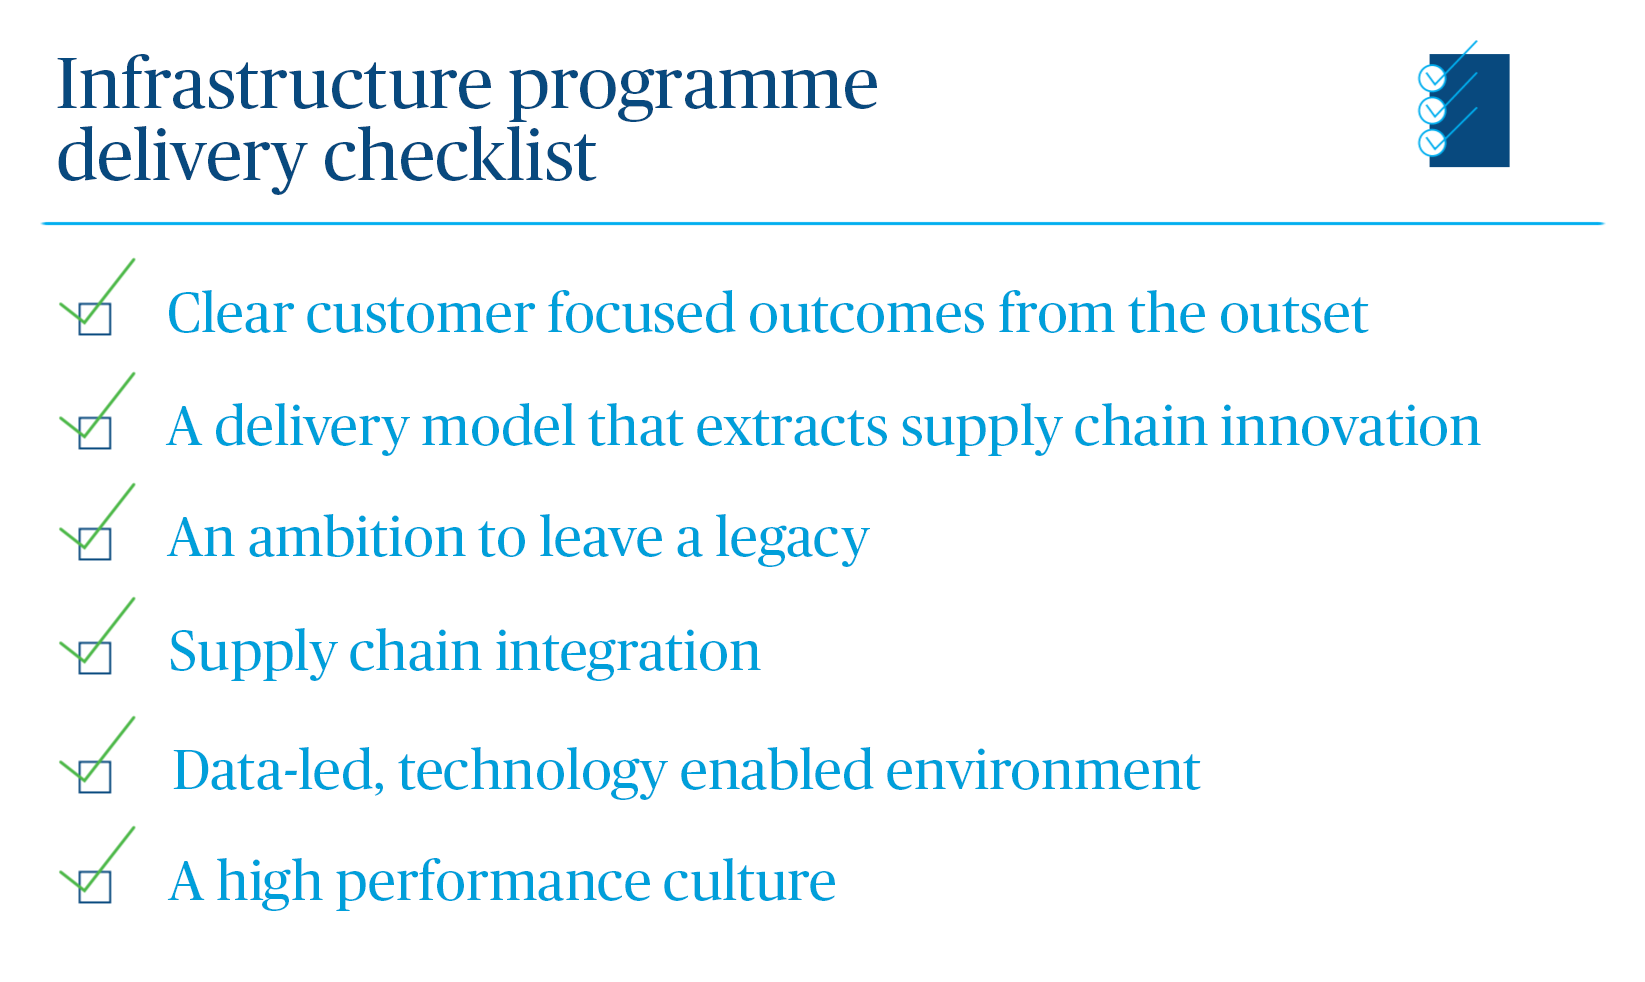 Infrastructure programme
delivery checklist
Clear customer focused outcomes from the outset
A delivery model that extracts supply chain innovation
An ambition to leave a legacy
Supply chain integration
Data-led, technology enabled environment
A high performance culture